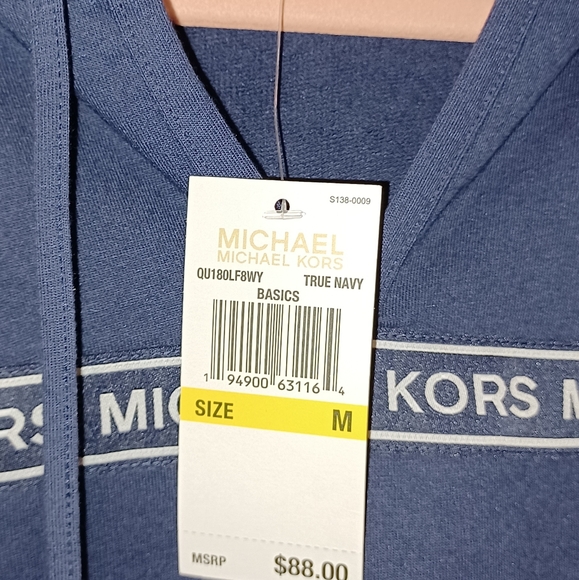 S138-0009
MICHAEL
MICHAEL KORS
QU180LF8WY TRUE NAVY
BASICS
1 94900 63116 4
SIZE M
RS MIC KORS M
MSRP $88.00